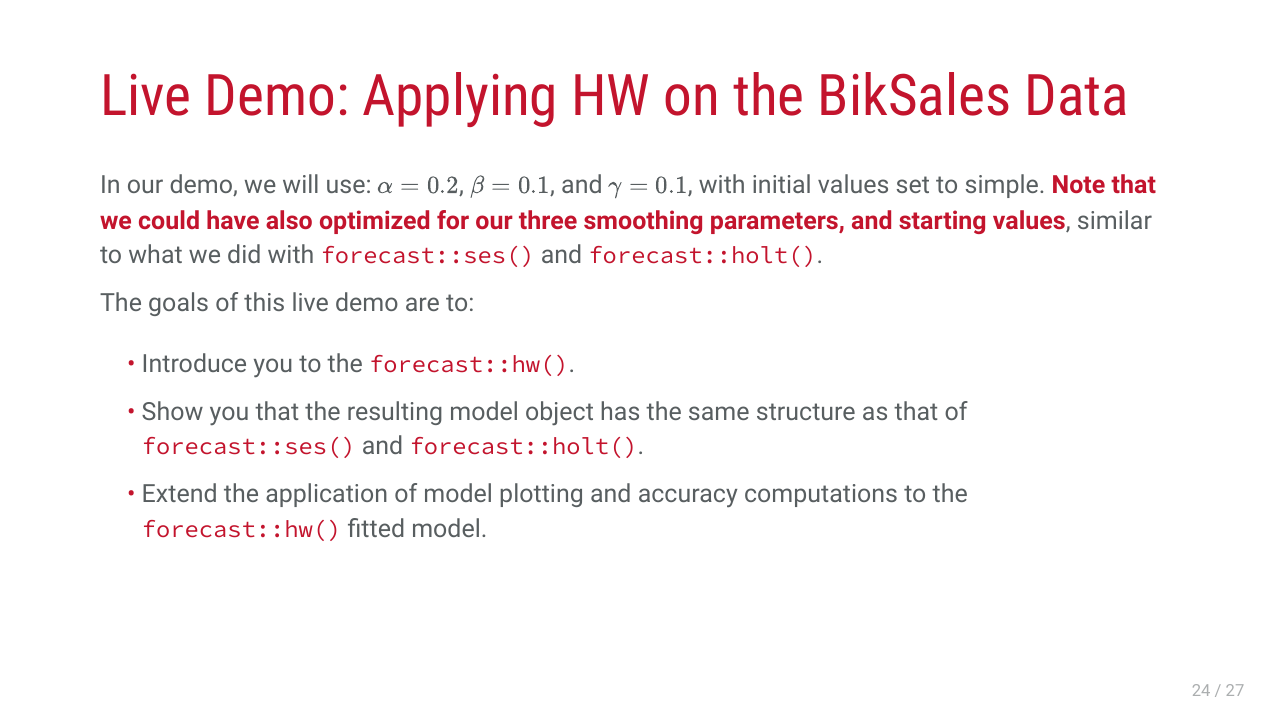 Live Demo: Applying HW on the BikSales Data
In our demo, we will use: α = 0.2, β = 0.1, and γ = 0.1, with initial values set to simple. Note that
we could have also optimized for our three smoothing parameters, and starting values, similar
to what we did with forecast::ses() and forecast::holt().
The goals of this live demo are to:
• Introduce you to the forecast::hw().
• Show you that the resulting model object has the same structure as that of
forecast::ses() and forecast::holt().
• Extend the application of model plotting and accuracy computations to the
forecast::hw() fitted model.
24 / 27